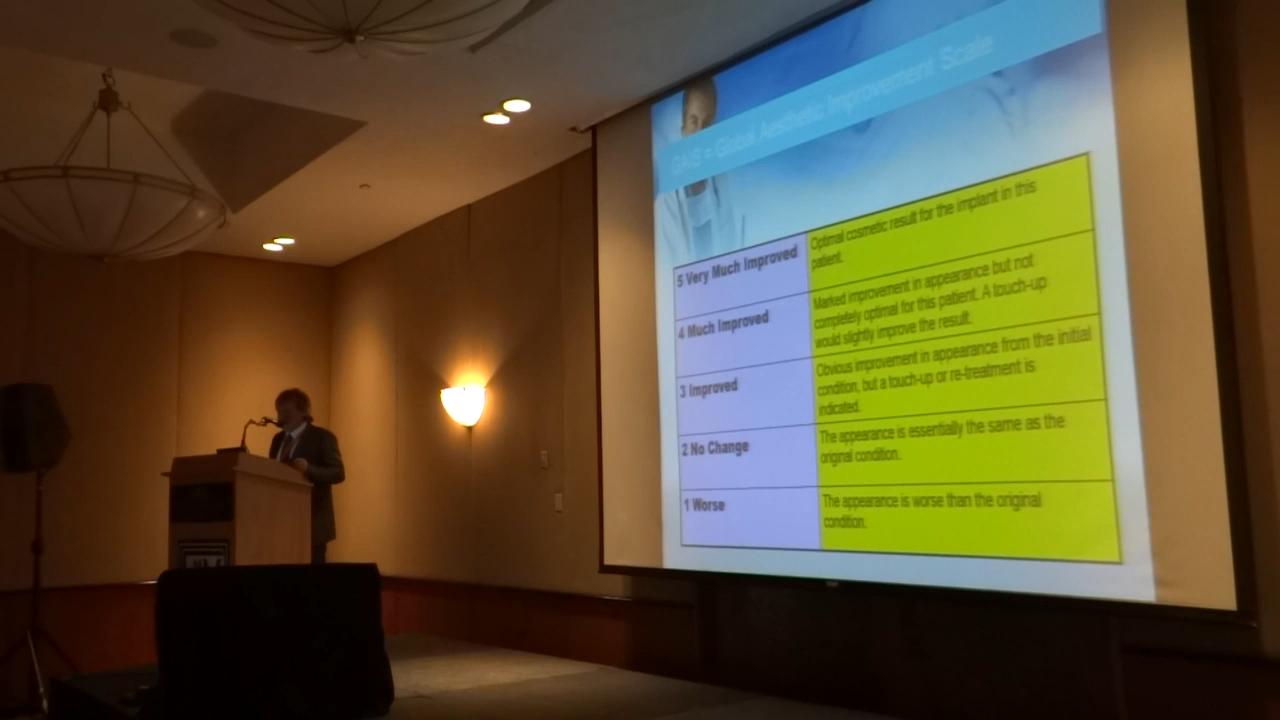 GAIS = Global Aesthetic Improvement Scale
5 Very Much Improved
Optimal cosmetic result for the implant in this
patient.
4 Much Improved
Marked improvement in appearance but not
completely optimal for this patient. A touch-up
would slightly improve the result.
3 Improved
Obvious improvement in appearance from the initial
condition, but a touch-up or re-treatment is
indicated.
2 No Change
The appearance is essentially the same as the
original condition.
1 Worse
The appearance is worse than the original
condition.